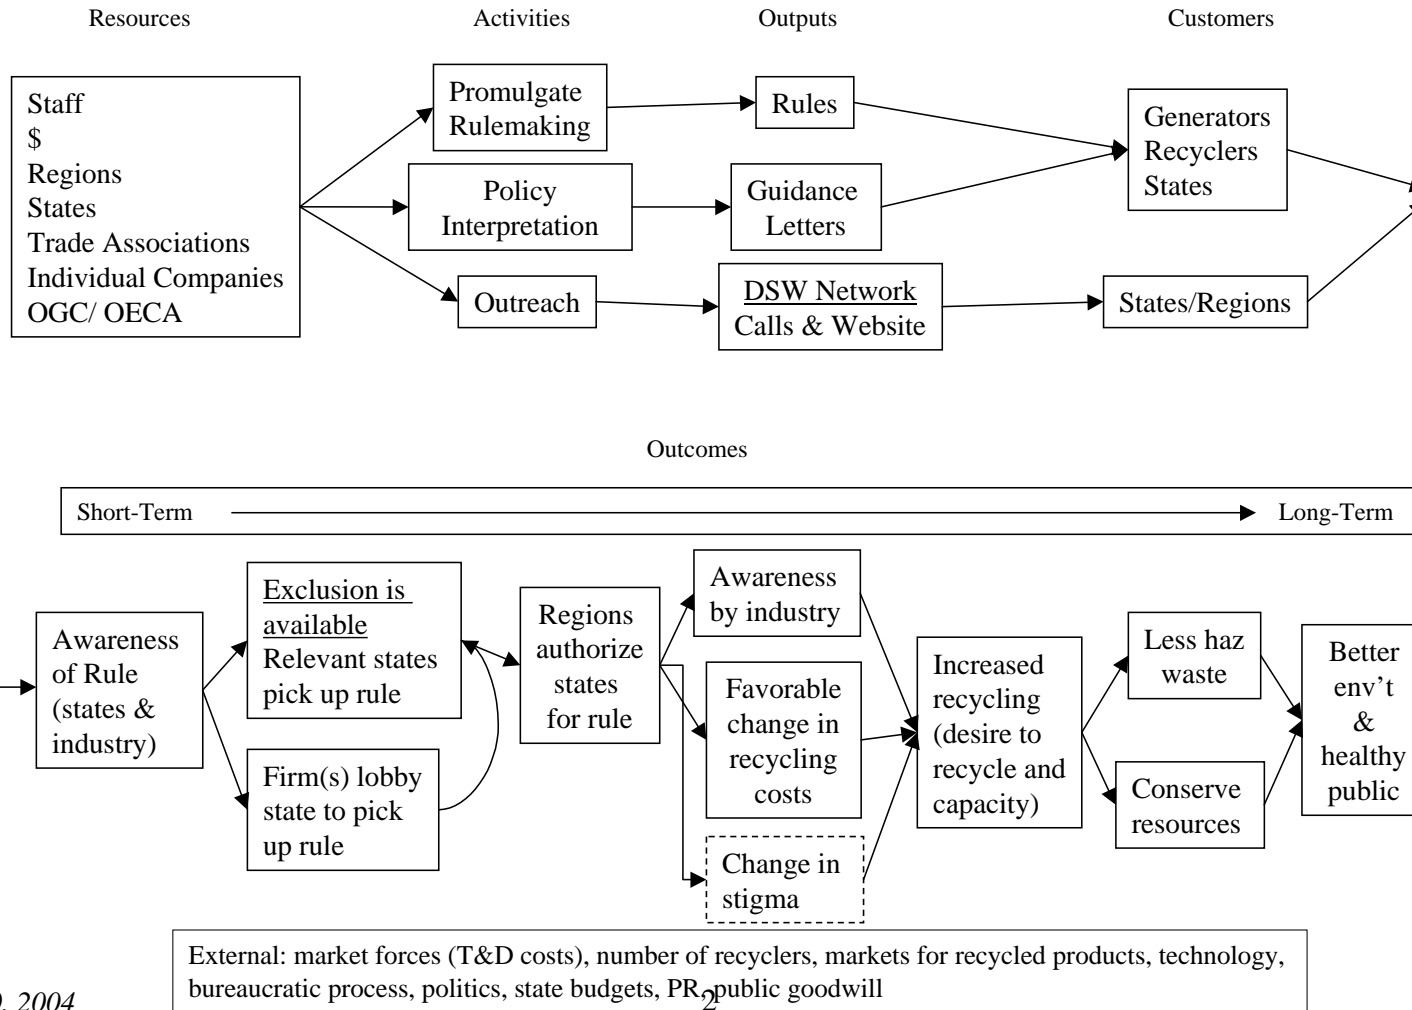 Resources
Activities
Outputs
Customers
Staff
$
Regions
States
Trade Associations
Individual Companies
OGC/ OECA
Promulgate
Rulemaking
Policy
Interpretation
Outreach
Rules
Guidance
Letters
DSW Network
Calls & Website
Generators
Recyclers
States
States/Regions
Outcomes
Short-Term
Long-Term
Awareness
of Rule
(states &
industry)
Exclusion is
available
Relevant states
pick up rule
Firm(s) lobby
state to pick
up rule
Regions
authorize
states
for rule
Awareness
by industry
Favorable
change in
recycling
costs
Change in
stigma
Increased
recycling
(desire to
recycle and
capacity)
Less haz
waste
Conserve
resources
Better
env't
&
healthy
public
External: market forces (T&D costs), number of recyclers, markets for recycled products, technology,
bureaucratic process, politics, state budgets, PR, public goodwill
, 2004
2